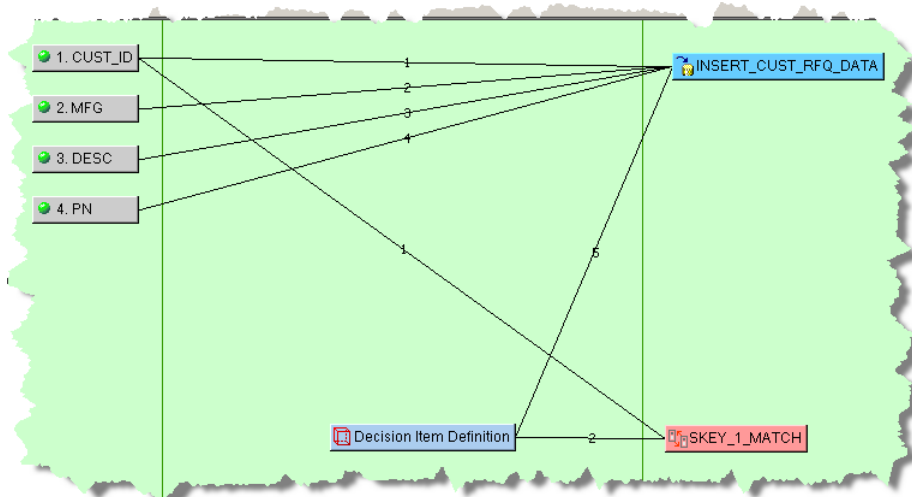 1. CUST_ID
1
INSERT_CUST_RFQ_DATA
2. MFG
2
3
3. DESC
4
4. PN
1
5
Decision Item Definition
2
SKEY_1_MATCH